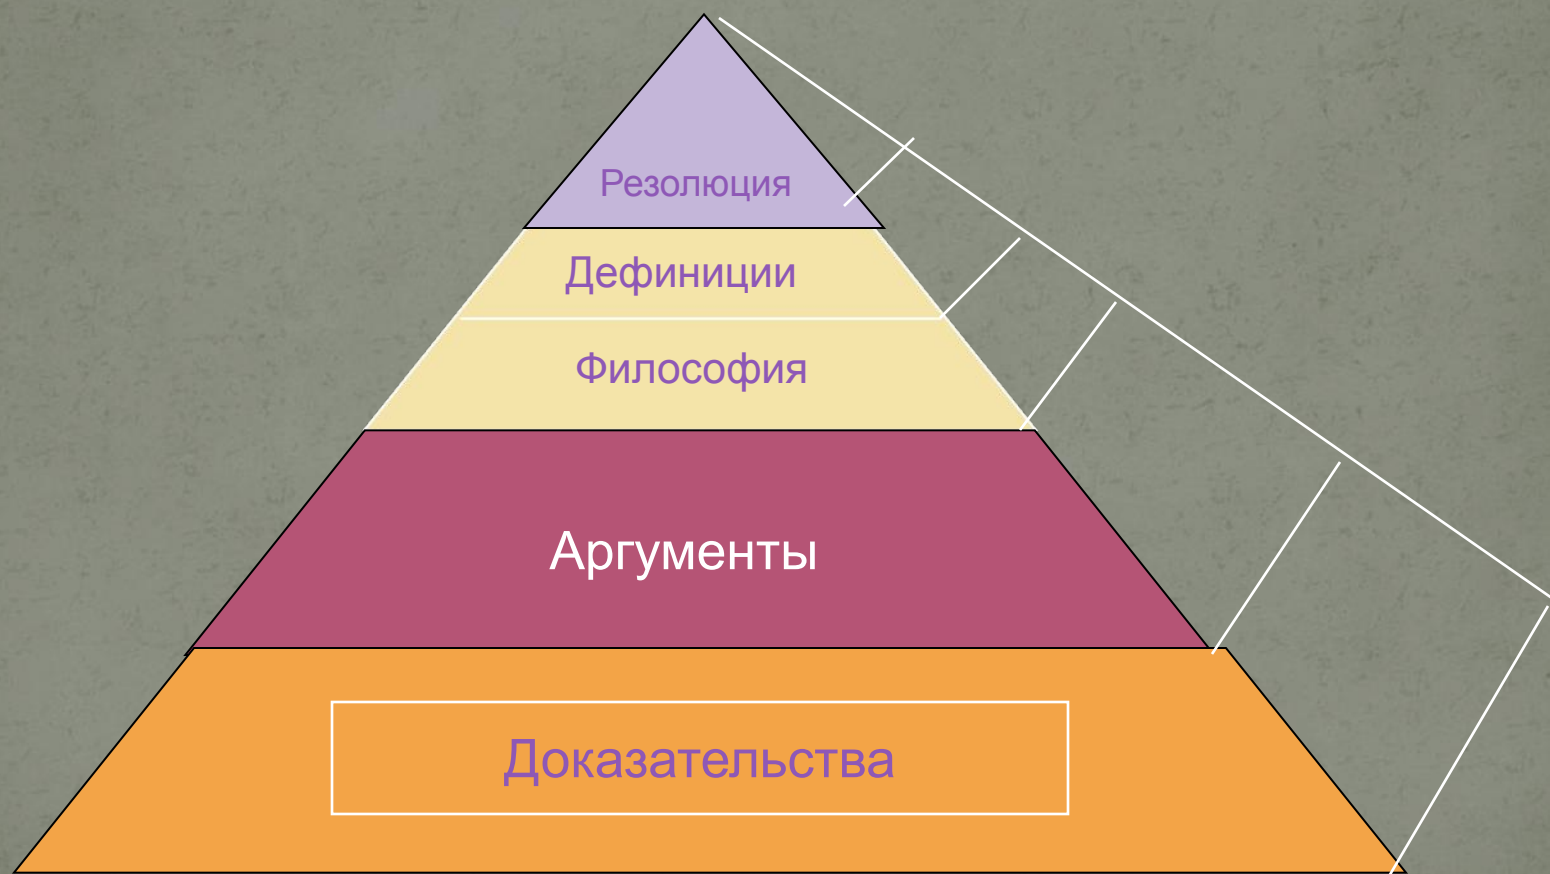 Резолюция
Дефиниции
Философия
Аргументы
Доказательства